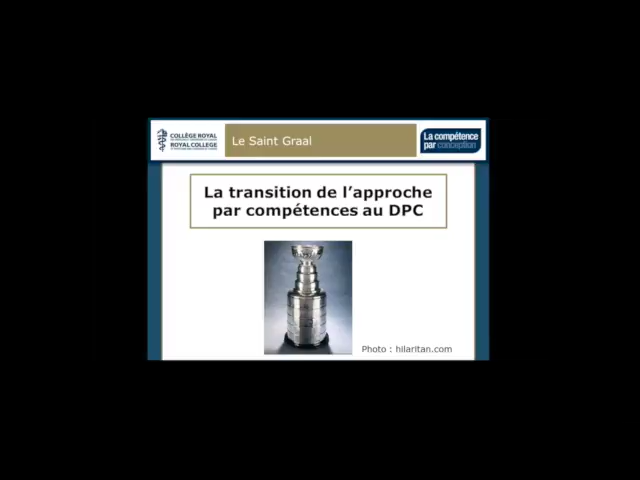 COLLÈGE ROYAL
ROYAL COLLEGE
Le Saint Graal
La compétence
par conception
La transition de l'approche
par compétences au DPC
Photo : hilaritan.com